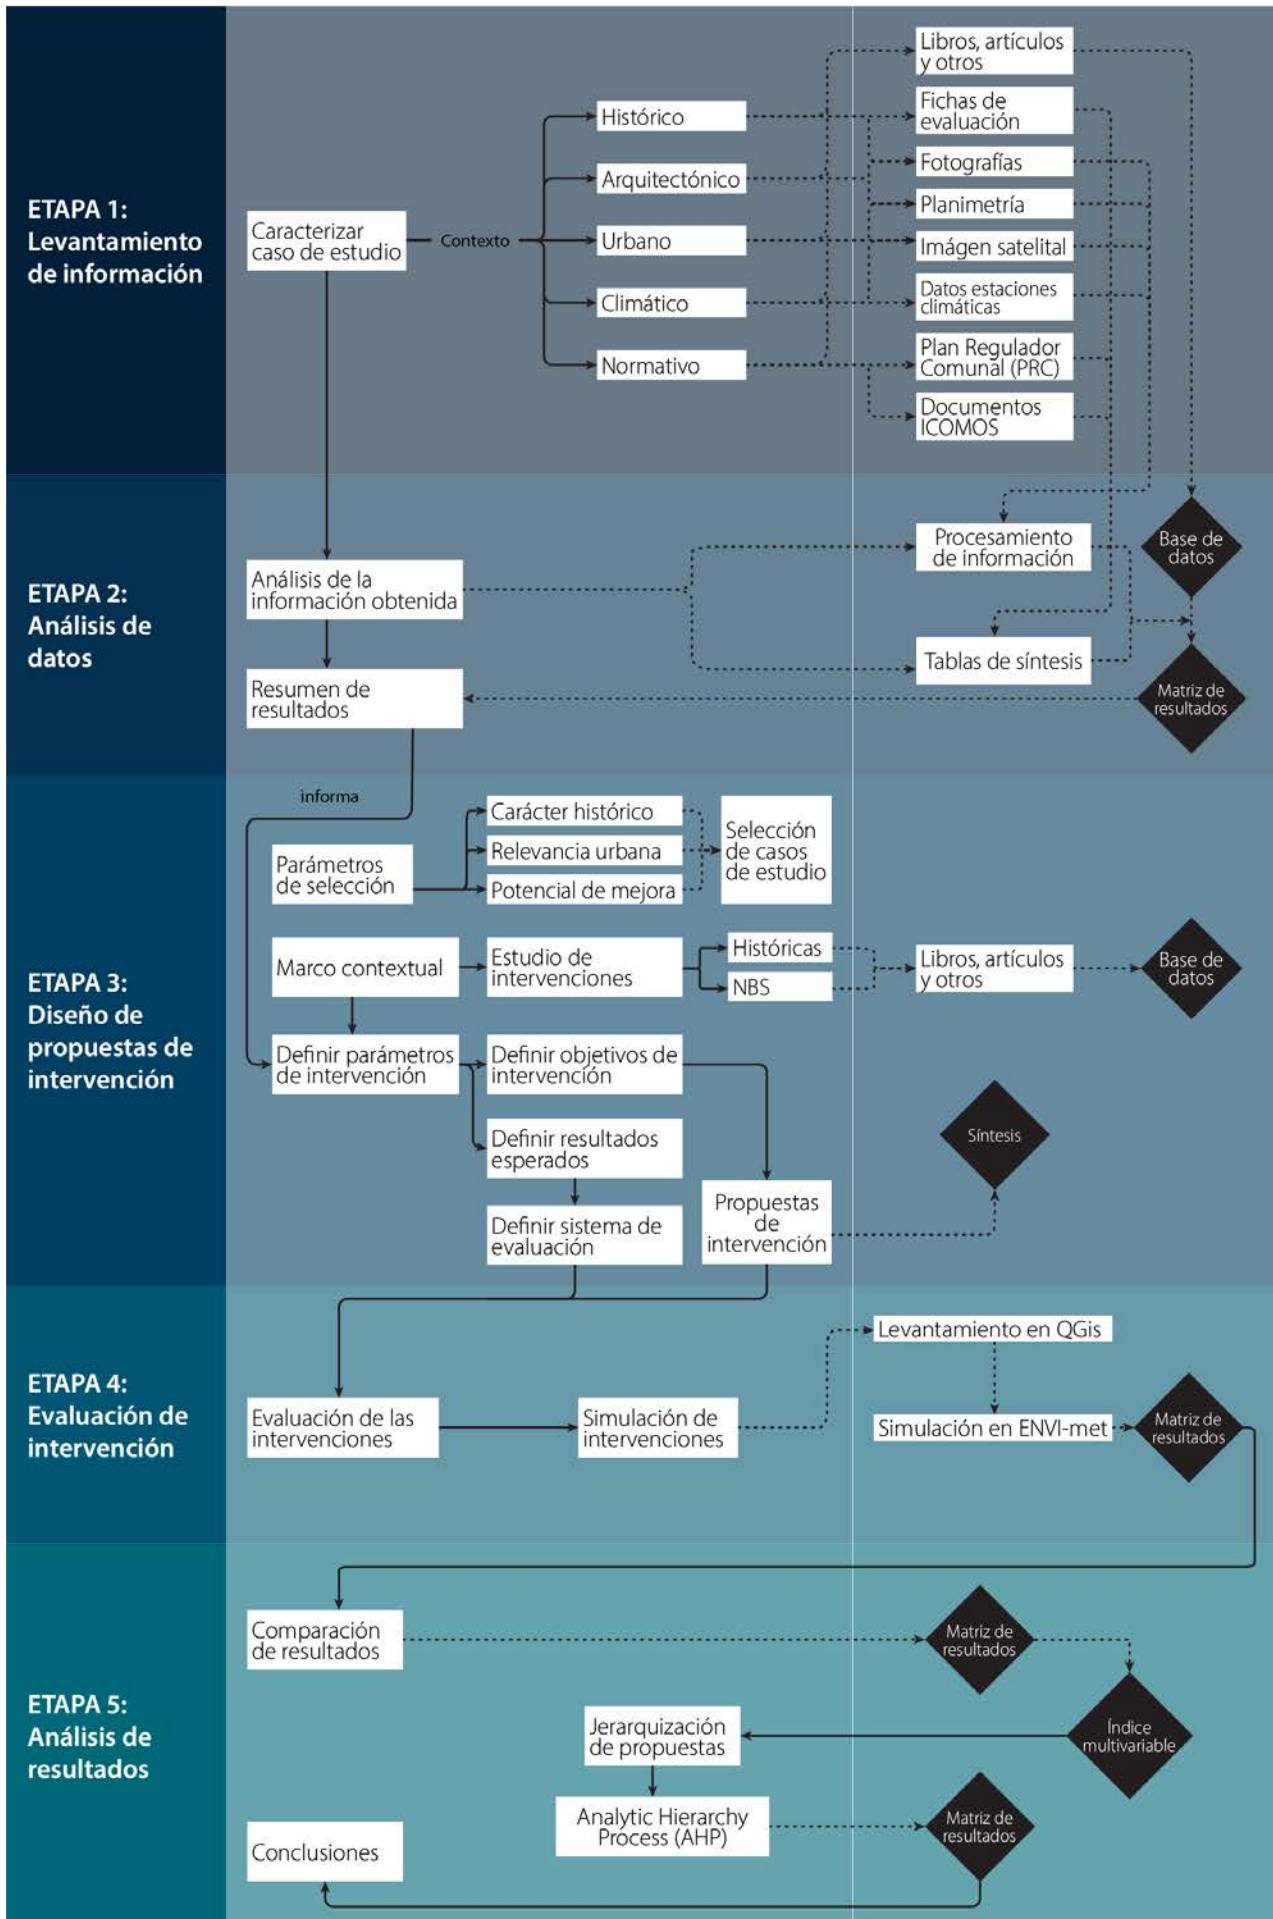 ETAPA 1:
Levantamiento
de información
Caracterizar
caso de estudio
Contexto
Histórico
Arquitectónico
Urbano
Climático
Normativo
Libros, artículos
y otros
Fichas de
evaluación
Fotografías
Planimetría
Imágen satelital
Datos estaciones
climáticas
Plan Regulador
Comunal (PRC)
Documentos
ICOMOS
ETAPA 2:
Análisis de
datos
Análisis de la
información obtenida
Resumen de
resultados
Procesamiento
de información
Tablas de síntesis
Base de
datos
Matriz de
resultados
ETAPA 3:
Diseño de
propuestas de
intervención
informa
Parámetros
de selección
Carácter histórico
Relevancia urbana
Potencial de mejora
Selección
de casos
de estudio
Marco contextual
Estudio de
intervenciones
Históricas
NBS
Libros, artículos
y otros
Base de
datos
Definir parámetros
de intervención
Definir objetivos de
intervención
Definir resultados
esperados
Definir sistema de
evaluación
Propuestas
de
intervención
Síntesis
ETAPA 4:
Evaluación de
intervención
Evaluación de las
intervenciones
Simulación de
intervenciones
Levantamiento en QGis
Simulación en ENVI-met
Matriz de
resultados
ETAPA 5:
Análisis de
resultados
Comparación
de resultados
Matriz de
resultados
Índice
multivariable
Jerarquización
de propuestas
Analytic Hierarchy
Process (AHP)
Matriz de
resultados
Conclusiones